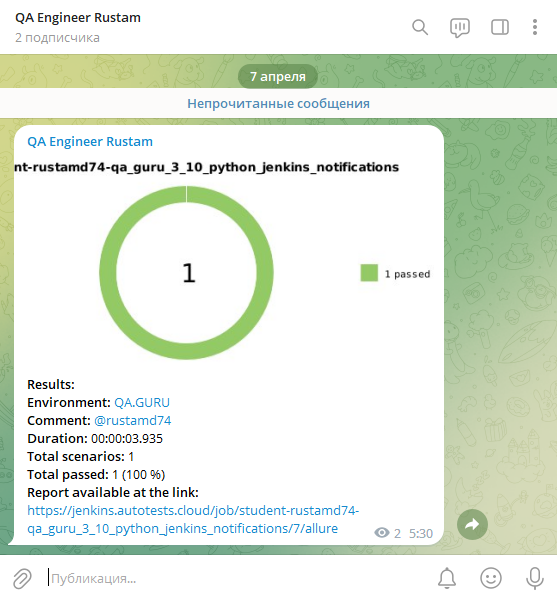 QA Engineer Rustam
2 подписчика
7 апреля
Непрочитанные сообщения
QA Engineer Rustam
nt-rustamd74-qa_guru_3_10_python_jenkins_notifications
1
1 passed
Results:
Environment: QA.GURU
Comment: @rustamd74
Duration: 00:00:03.935
Total scenarios: 1
Total passed: 1 (100 %)
Report available at the link:
https://jenkins.autotests.cloud/job/student-rustamd74-
qa_guru_3_10_python_jenkins_notifications/7/allure
2 5:30
Публикация...